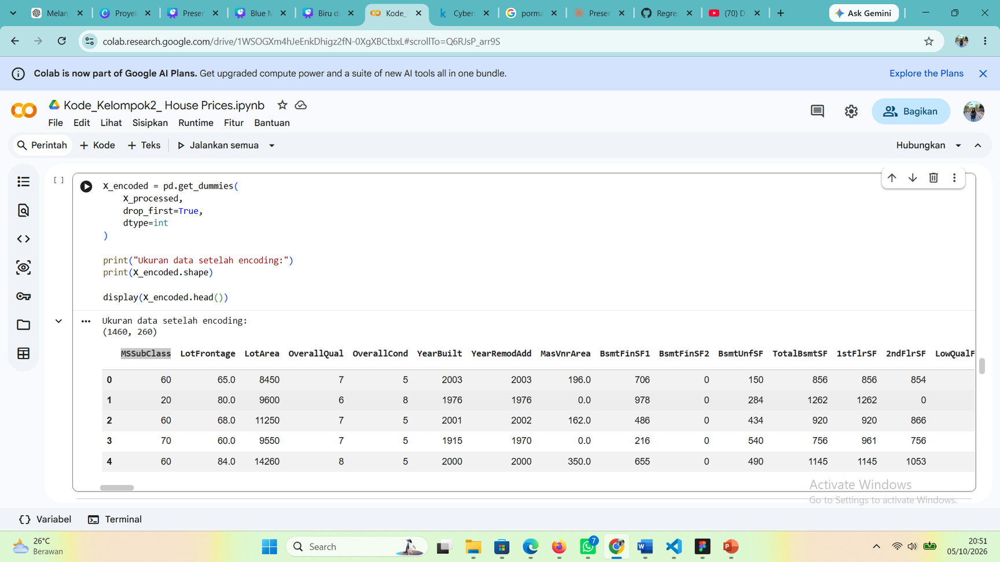 Melanj
Proyel
Preser
Blue M
Biru d
Kode_
Cyber
porma
Preser
Regre
(70) D
Ask Gemini
colab.research.google.com/drive/1WSOGXm4hJeEnkDhigz2fN-0XgXBCtbxL#scrollTo=Q6RJsP_arr9S
Colab is now part of Google AI Plans. Get upgraded compute power and a suite of new AI tools all in one bundle.
Explore the Plans
Kode_Kelompok2_ House Prices.ipynb
File Edit Lihat Sisipkan Runtime Fitur Bantuan
Bagikan
Perintah + Kode + Teks Jalankan semua
Hubungkan
[ ]
X_encoded = pd.get_dummies(
X_processed,
drop_first=True,
dtype=int
)
print("Ukuran data setelah encoding:")
print(X_encoded.shape)
display(X_encoded.head())
Ukuran data setelah encoding:
(1460, 260)
MSSubClass LotFrontage LotArea OverallQual OverallCond YearBuilt YearRemodAdd MasVnrArea BsmtFinSF1 BsmtFinSF2 BsmtUnfSF TotalBsmtSF 1stFlrSF 2ndFlrSF LowQualF
0 60 65.0 8450 7 5 2003 2003 196.0 706 0 150 856 856 854
1 20 80.0 9600 6 8 1976 1976 0.0 978 0 284 1262 1262 0
2 60 68.0 11250 7 5 2001 2002 162.0 486 0 434 920 920 866
3 70 60.0 9550 7 5 1915 1970 0.0 216 0 540 756 961 756
4 60 84.0 14260 8 5 2000 2000 350.0 655 0 490 1145 1145 1053
Activate Windows
Go to Settings to activate Windows.
Variabel
Terminal
26°C
Berawan
Search
7
20:51
05/10/2026